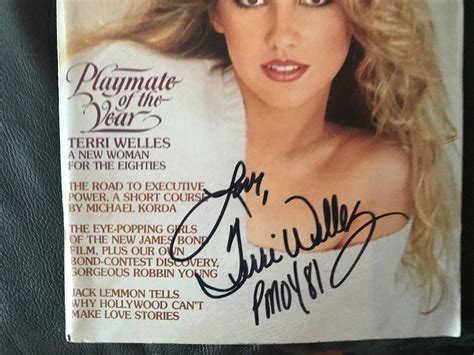 Playmate
of the
Year
TERRI WELLES
A NEW WOMAN
FOR THE EIGHTIES
THE ROAD TO EXECUTIVE
POWER, A SHORT COURSE
BY MICHAEL KORDA
THE EYE-POPPING GIRLS
OF THE NEW JAMES BOND
FILM, PLUS OUR OWN
BOND-CONTEST DISCOVERY,
GORGEOUS ROBBIN YOUNG
JACK LEMMON TELLS
WHY HOLLYWOOD CAN'T
MAKE LOVE STORIES
Love,
Terri Welles
PMOY 81